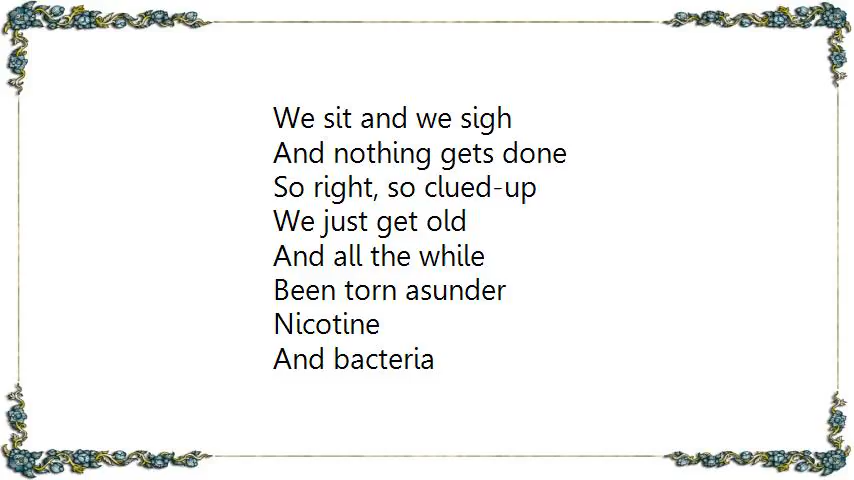 We sit and we sigh
And nothing gets done
So right, so clued-up
We just get old
And all the while
Been torn asunder
Nicotine
And bacteria